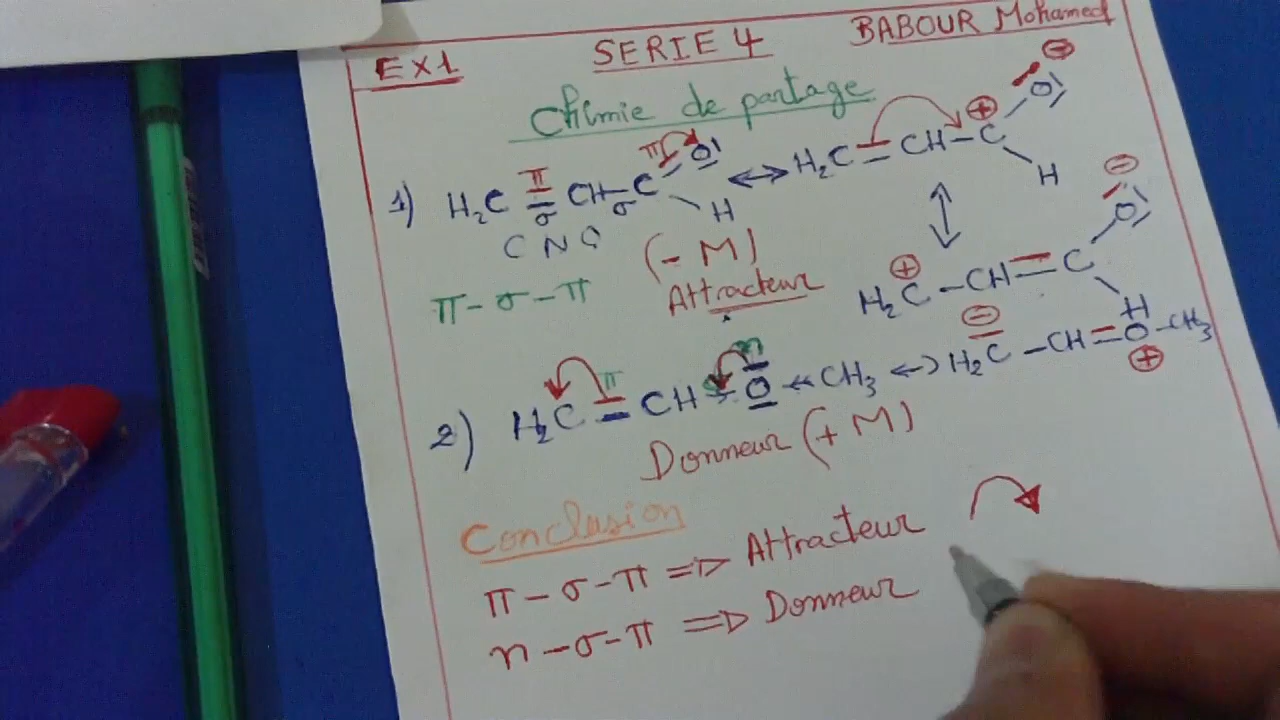 EX1 SERIE 4 BABOUR Mohamed
Chimie de partage
1) H₂C = CH - C = O ↔ H₂C = CH - C - O
π σ σ π H ⊕ ⊖ H
C N O (- M) ↕
π - σ - π Attracteur H₂C - CH = C - O
⊕ ⊖ H
2) H₂C = CH - O ← CH₃ ↔ H₂C - CH = O - CH₃
π σ n ⊖ ⊕
Donneur (+ M)
Conclusion
π - σ - π ⇒ Attracteur
n - σ - π ⇒ Donneur